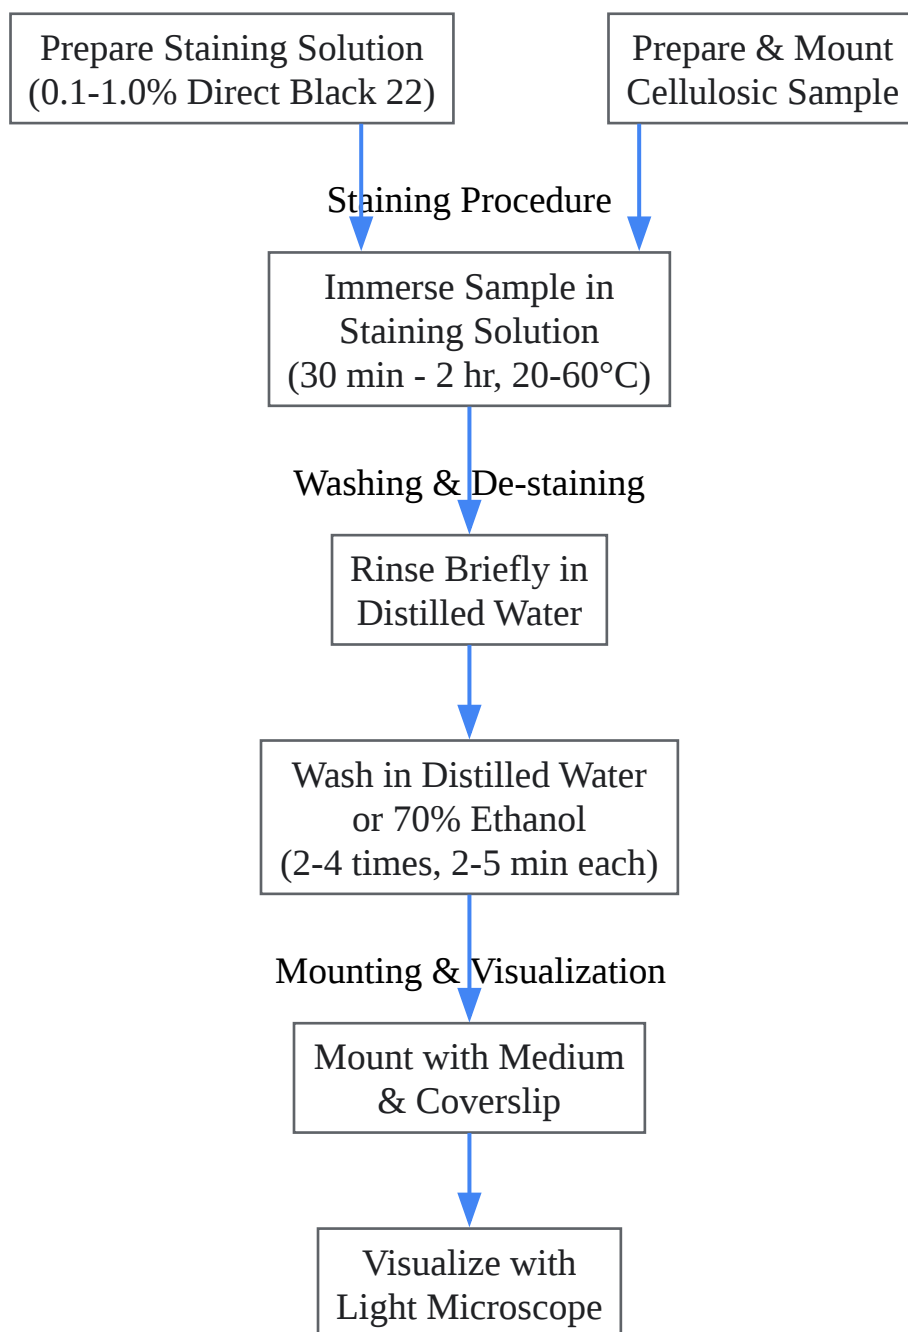 Prepare Staining Solution
(0.1-1.0% Direct Black 22)
Prepare & Mount
Cellulosic Sample
Staining Procedure
Immerse Sample in
Staining Solution
(30 min - 2 hr, 20-60°C)
Washing & De-staining
Rinse Briefly in
Distilled Water
Wash in Distilled Water
or 70% Ethanol
(2-4 times, 2-5 min each)
Mounting & Visualization
Mount with Medium
& Coverslip
Visualize with
Light Microscope